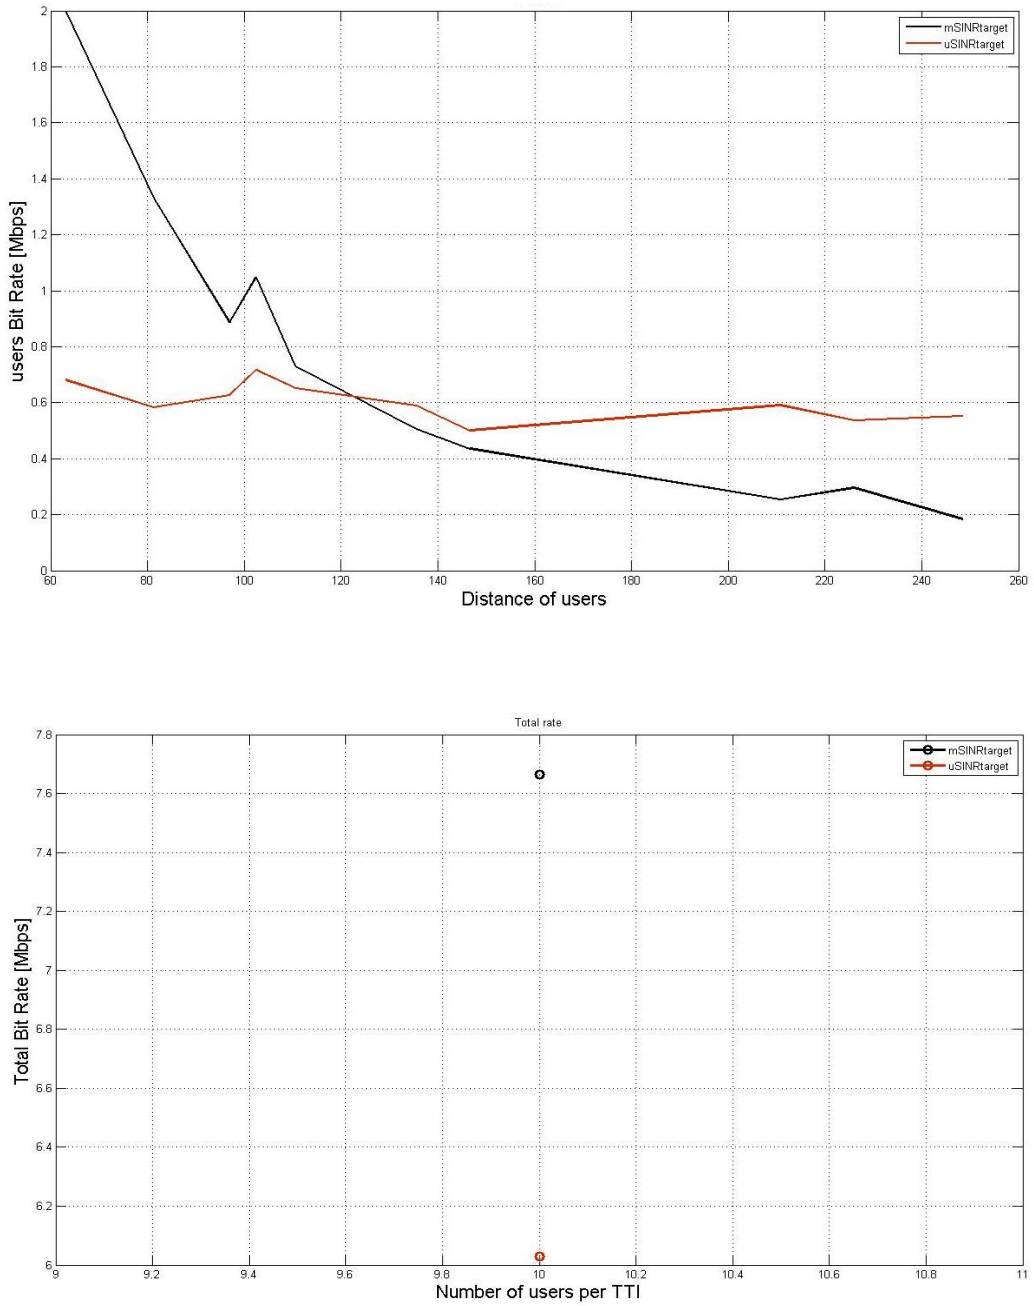 2
1.8
1.6
1.4
1.2
1
0.8
0.6
0.4
0.2
0
users Bit Rate [Mbps]
mSINRtarget
uSINRtarget
60 80 100 120 140 160 180 200 220 240 260
Distance of users
Total rate
7.8
7.6
7.4
7.2
7
6.8
6.6
6.4
6.2
6
Total Bit Rate [Mbps]
mSINRtarget
uSINRtarget
9 9.2 9.4 9.6 9.8 10 10.2 10.4 10.6 10.8 11
Number of users per TTI